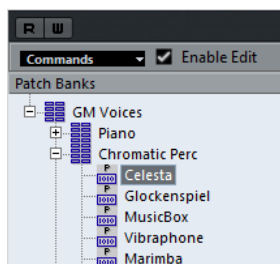 R W
Commands Enable Edit
Patch Banks
GM Voices
Piano
Chromatic Perc
P Celesta
P Glockenspiel
P MusicBox
P Vibraphone
P Marimba